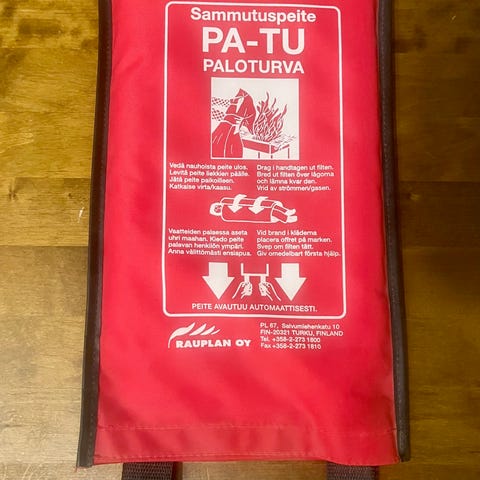 Sammutuspeite
PA-TU
PALOTURVA
Vedä nauhoista peite ulos.
Levitä peite liekkien päälle.
Jätä peite paikoilleen.
Katkaise virta/kaasu.
Drag i handtagen ut filten.
Bred ut filten över lågorna
och lämna kvar den.
Vrid av strömmen/gasen.
Vaatteiden palaessa aseta
uhri maahan. Kiedo peite
palavan henkilön ympäri.
Anna välittömästi ensiapua.
Vid brand i kläderna
placera offret på marken.
Svep om filten tätt.
Giv omedelbart första hjälp.
PEITE AVAUTUU AUTOMAATTISESTI.
RAUPLAN OY
PL 67, Salvumiehenkatu 10
FIN-20321 TURKU, FINLAND
Tel. +358-2-273 1800
Fax +358-2-273 1810